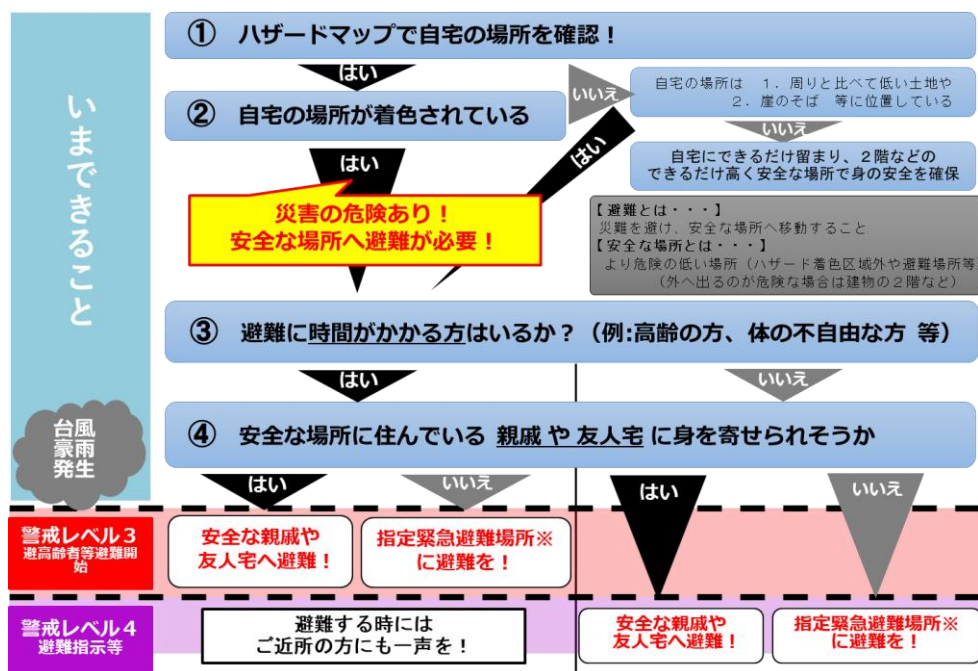 ① ハザードマップで自宅の場所を確認！
はい
② 自宅の場所が着色されている
いいえ
自宅の場所は １．周りと比べて低い土地や
２．崖のそば 等に位置している
はい
はい
いいえ
自宅にできるだけ留まり、２階などの
できるだけ高く安全な場所で身の安全を確保
災害の危険あり！
安全な場所へ避難が必要！
【避難とは・・・】
災難を避け、安全な場所へ移動すること
【安全な場所とは・・・】
より危険の低い場所（ハザード着色区域外や避難場所等
（外へ出るのが危険な場合は建物の２階など）
いまできること
③ 避難に時間がかかる方はいるか？（例:高齢の方、体の不自由な方 等）
はい
いいえ
台風
豪雨
発生
④ 安全な場所に住んでいる 親戚 や 友人宅 に身を寄せられそうか
はい
いいえ
はい
いいえ
警戒レベル３
避高齢者等避難開
始
安全な親戚や
友人宅へ避難！
指定緊急避難場所※
に避難を！
警戒レベル４
避難指示等
避難する時には
ご近所の方にも一声を！
安全な親戚や
友人宅へ避難！
指定緊急避難場所※
に避難を！